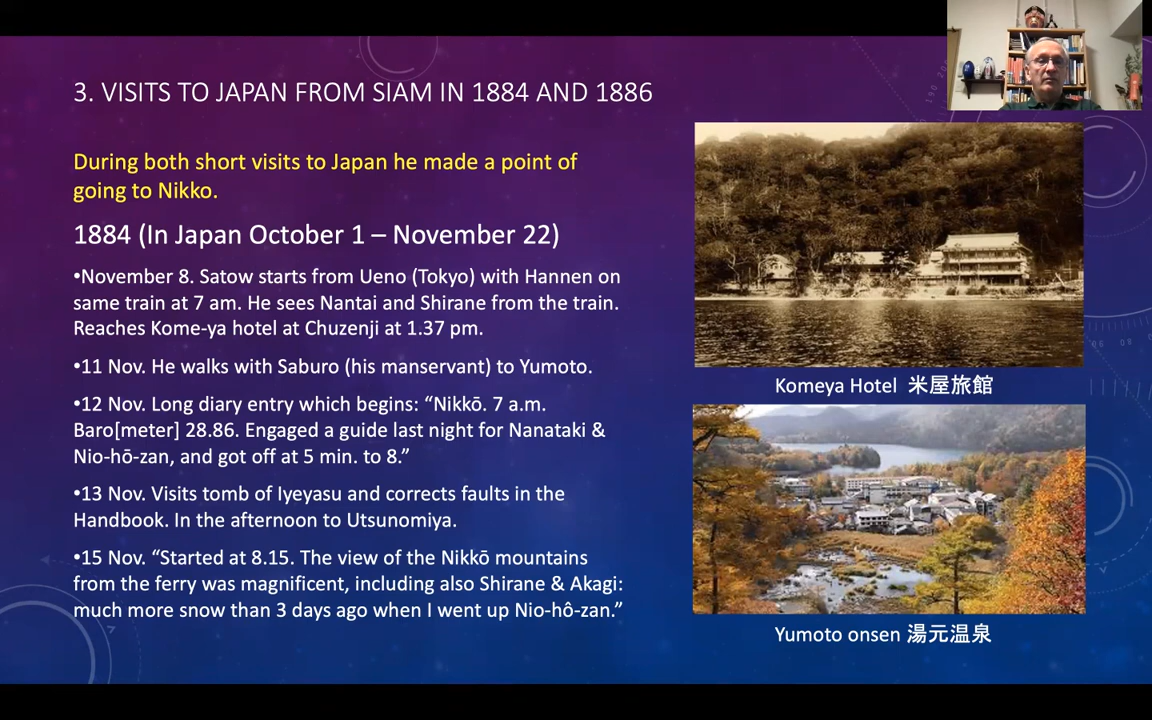 3. VISITS TO JAPAN FROM SIAM IN 1884 AND 1886
During both short visits to Japan he made a point of
going to Nikko.
1884 (In Japan October 1 – November 22)
•November 8. Satow starts from Ueno (Tokyo) with Hannen on
same train at 7 am. He sees Nantai and Shirane from the train.
Reaches Kome-ya hotel at Chuzenji at 1.37 pm.
•11 Nov. He walks with Saburo (his manservant) to Yumoto.
•12 Nov. Long diary entry which begins: “Nikkō. 7 a.m.
Baro[meter] 28.86. Engaged a guide last night for Nanataki &
Nio-hō-zan, and got off at 5 min. to 8.”
•13 Nov. Visits tomb of Iyeyasu and corrects faults in the
Handbook. In the afternoon to Utsunomiya.
•15 Nov. “Started at 8.15. The view of the Nikkō mountains
from the ferry was magnificent, including also Shirane & Akagi:
much more snow than 3 days ago when I went up Nio-hô-zan.”
Komeya Hotel 米屋旅館
Yumoto onsen 湯元温泉